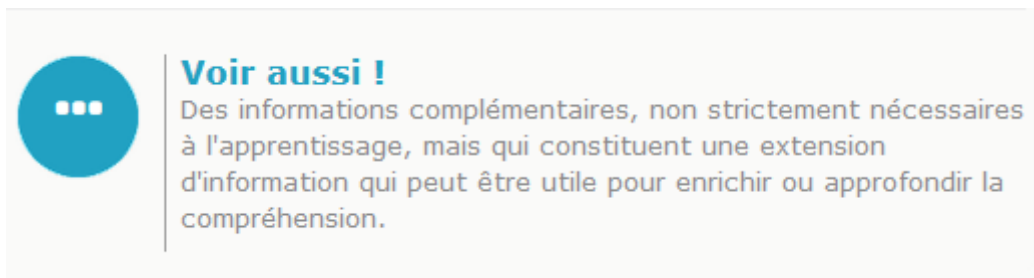 Voir aussi !
Des informations complémentaires, non strictement nécessaires
à l'apprentissage, mais qui constituent une extension
d'information qui peut être utile pour enrichir ou approfondir la
compréhension.